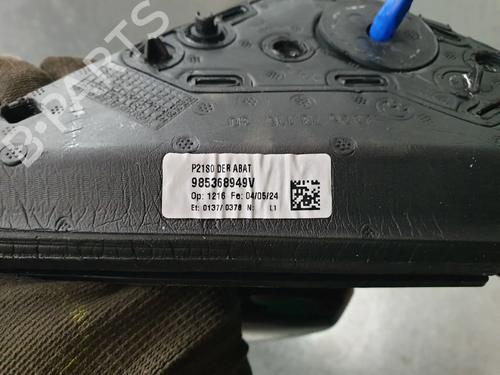 B-PARTS
P21S0 DER ABAT
985368949V
Op: 1216 Fe: 04/05/24
Et: 0137/ 0378 N: L1